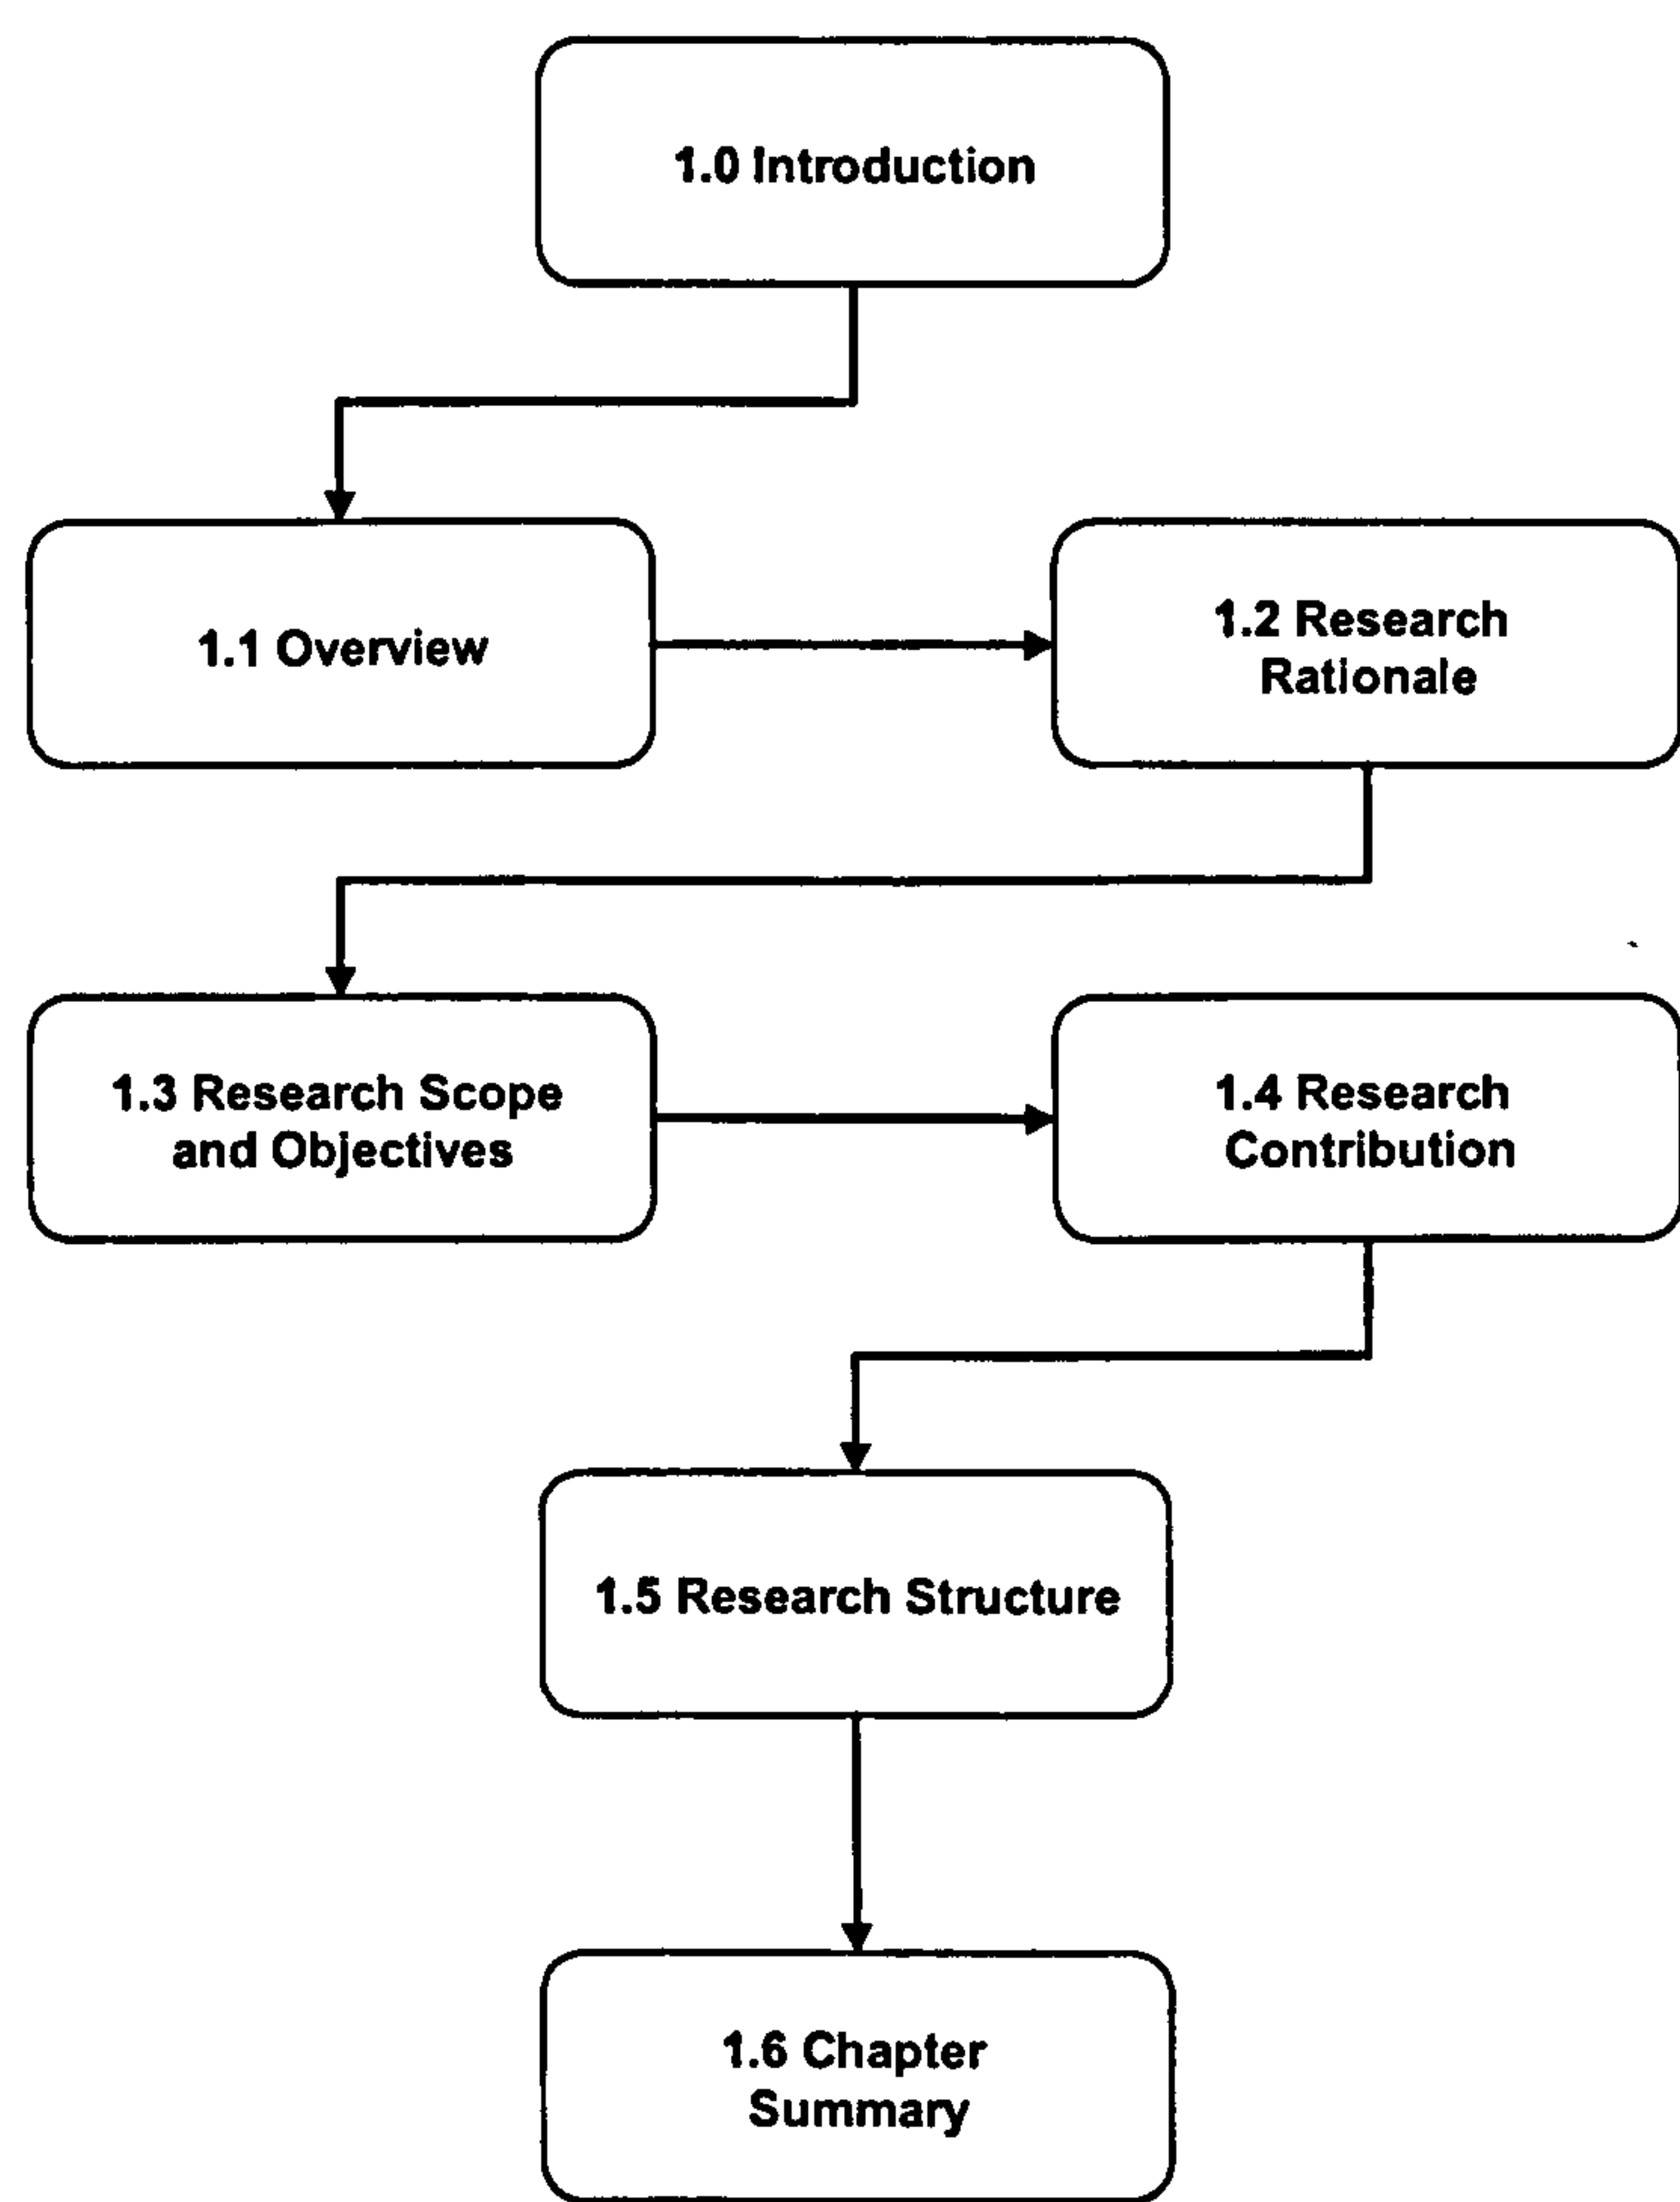 1.0 Introduction
1.1 Overview
1.2 Research
Rationale
1.3 Research Scope
and Objectives
1.4 Research
Contribution
1.5 Research Structure
1.6 Chapter
Summary